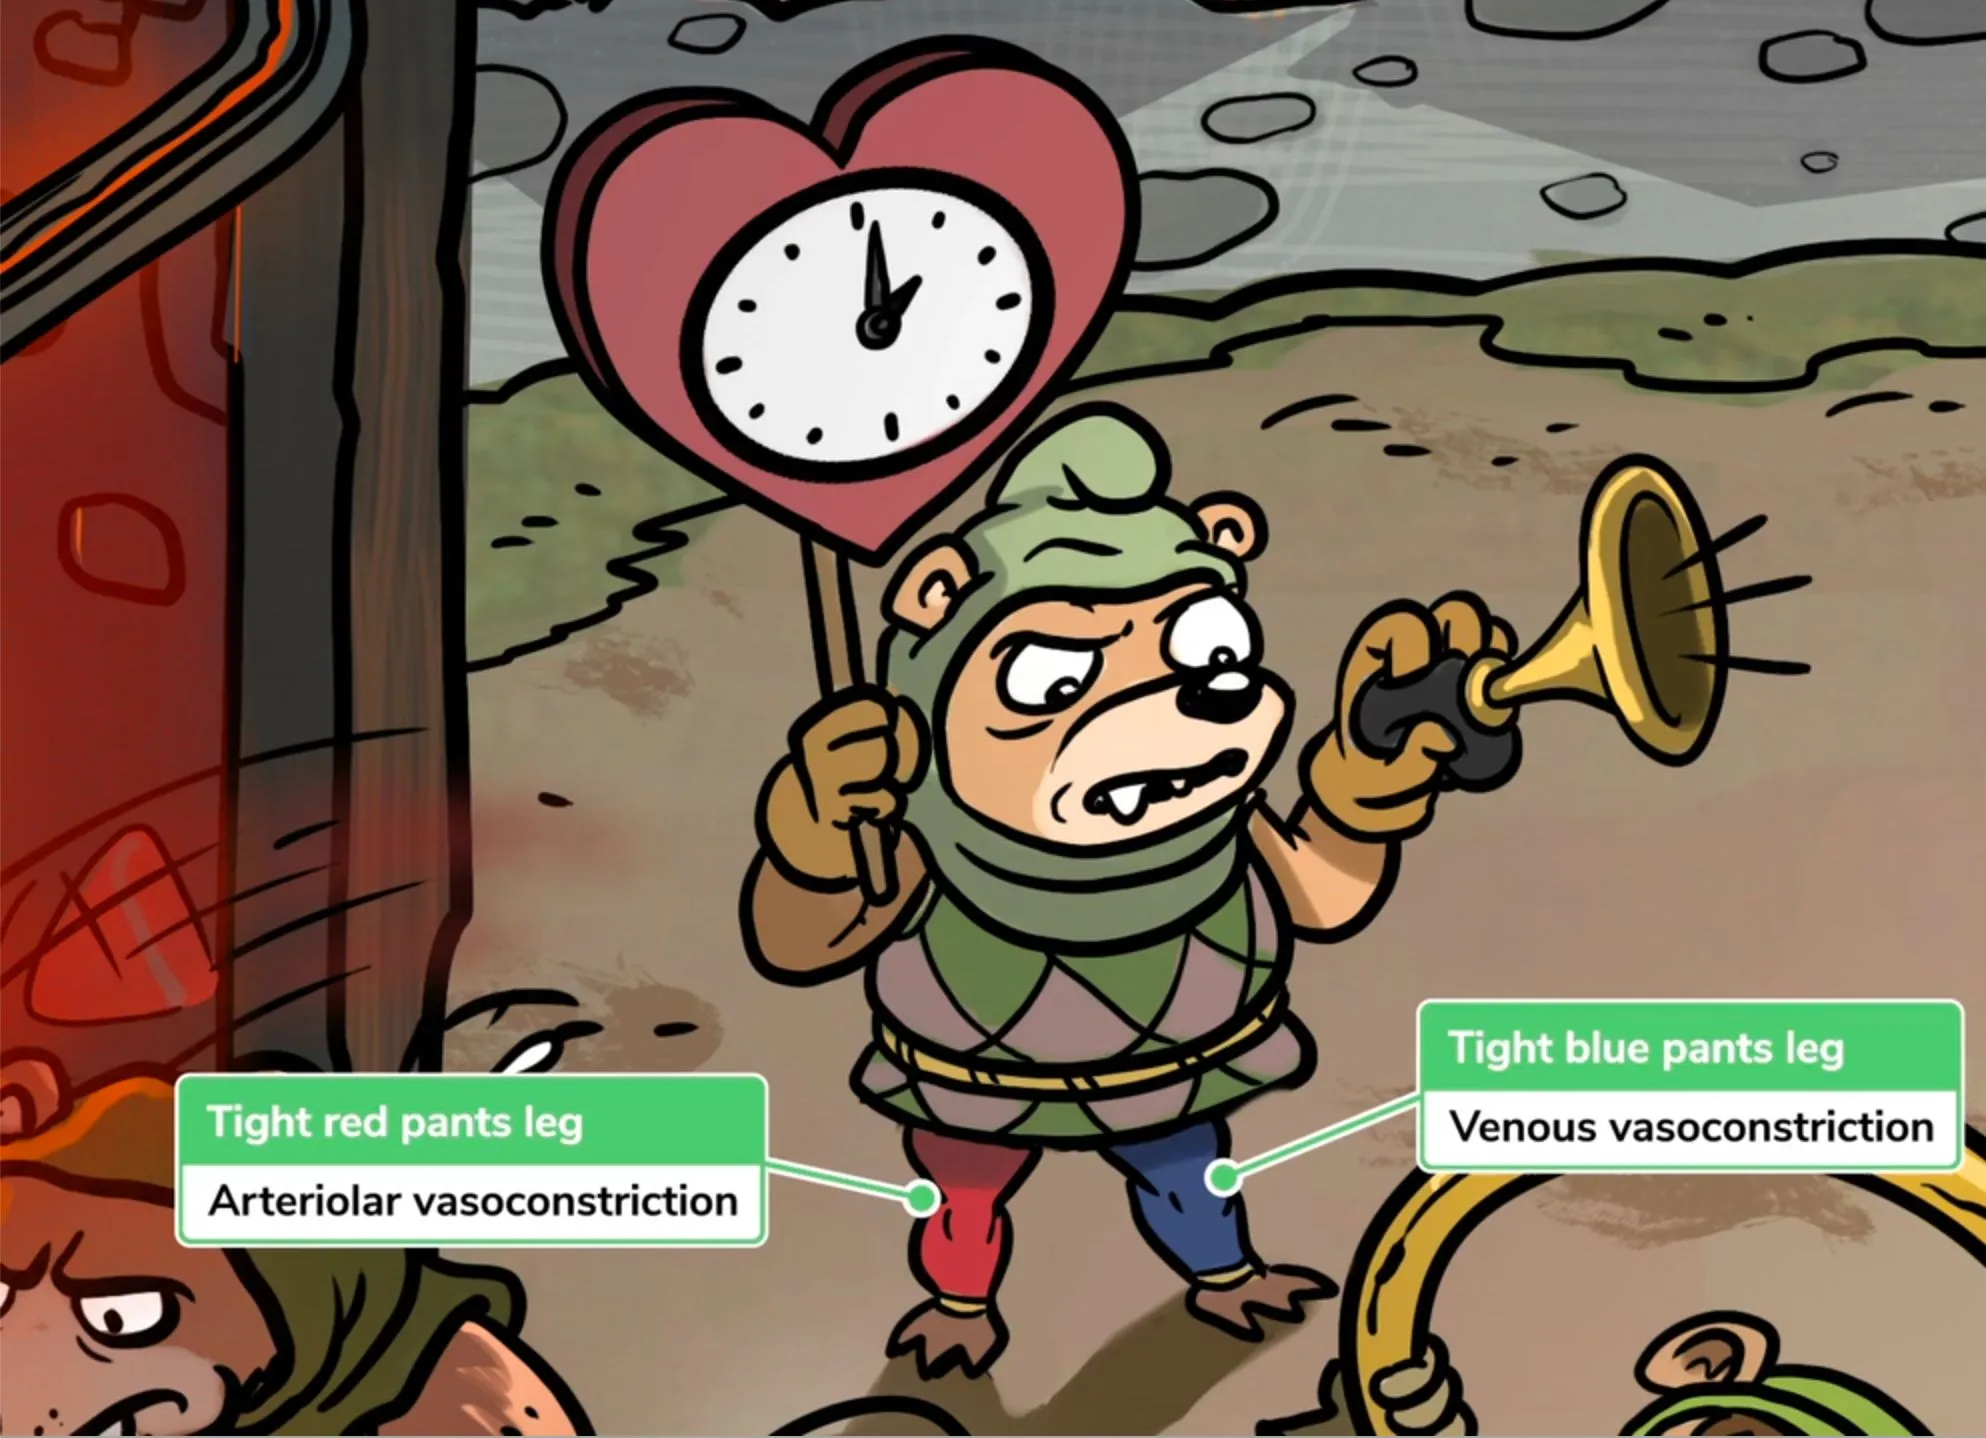 Tight blue pants leg
Venous vasoconstriction
Tight red pants leg
Arteriolar vasoconstriction